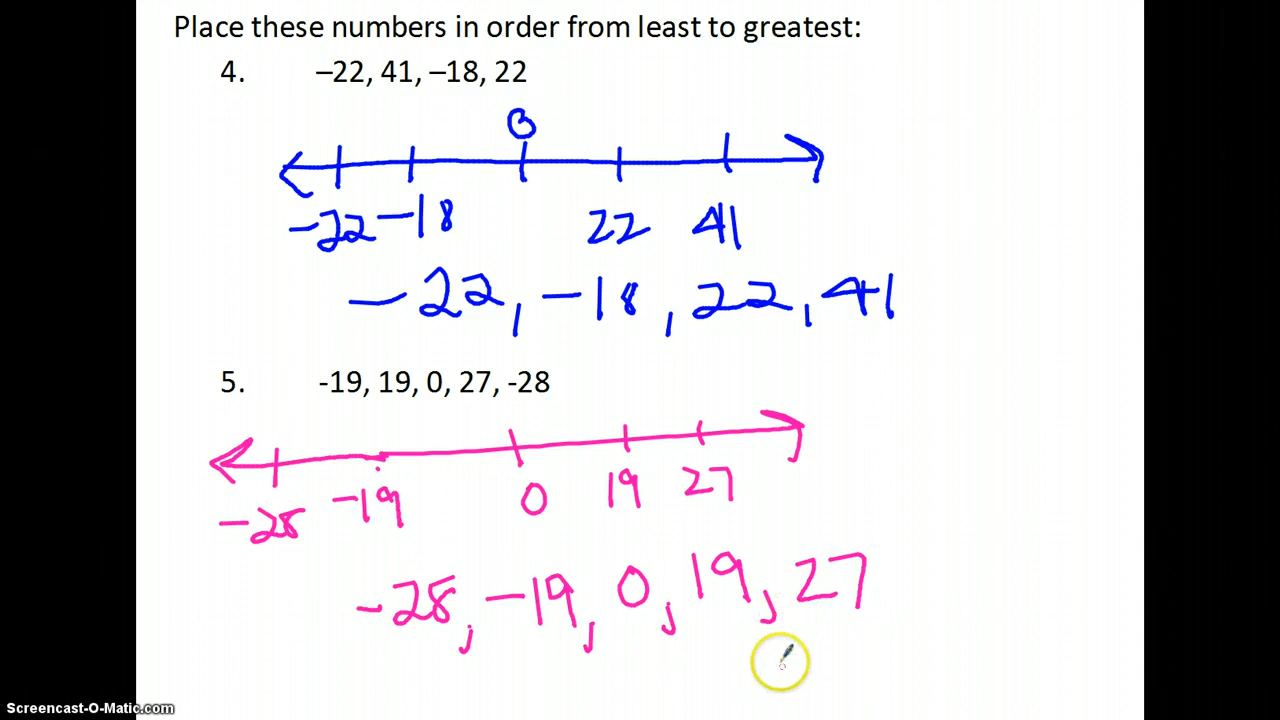 Place these numbers in order from least to greatest:
4. –22, 41, –18, 22
0
-22 -18 22 41
-22, -18, 22, 41
5. -19, 19, 0, 27, -28
-28 -19 0 19 27
-28, -19, 0, 19, 27
Screencast-O-Matic.com